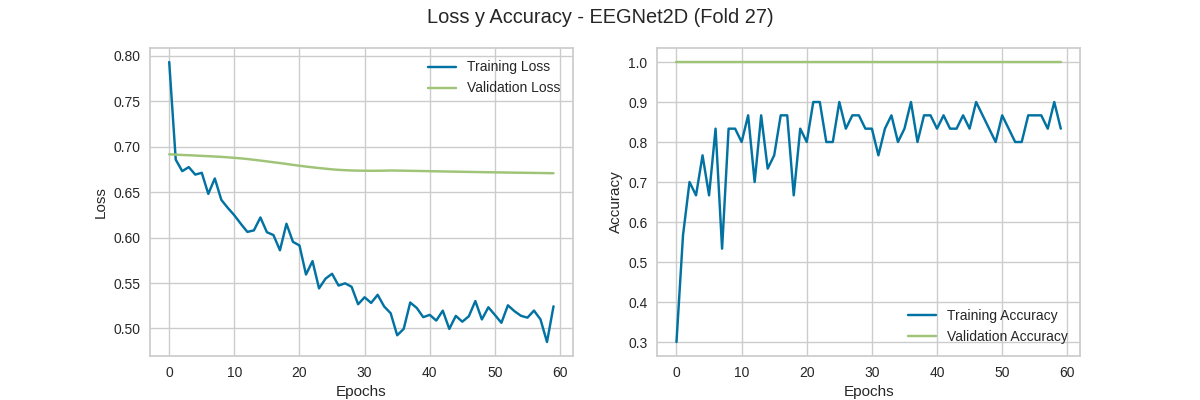 Loss y Accuracy - EEGNet2D (Fold 27)
0.80
0.75
0.70
0.65
0.60
0.55
0.50
Loss
0 10 20 30 40 50 60
Epochs
Training Loss
Validation Loss
1.0
0.9
0.8
0.7
0.6
0.5
0.4
0.3
Accuracy
0 10 20 30 40 50 60
Epochs
Training Accuracy
Validation Accuracy